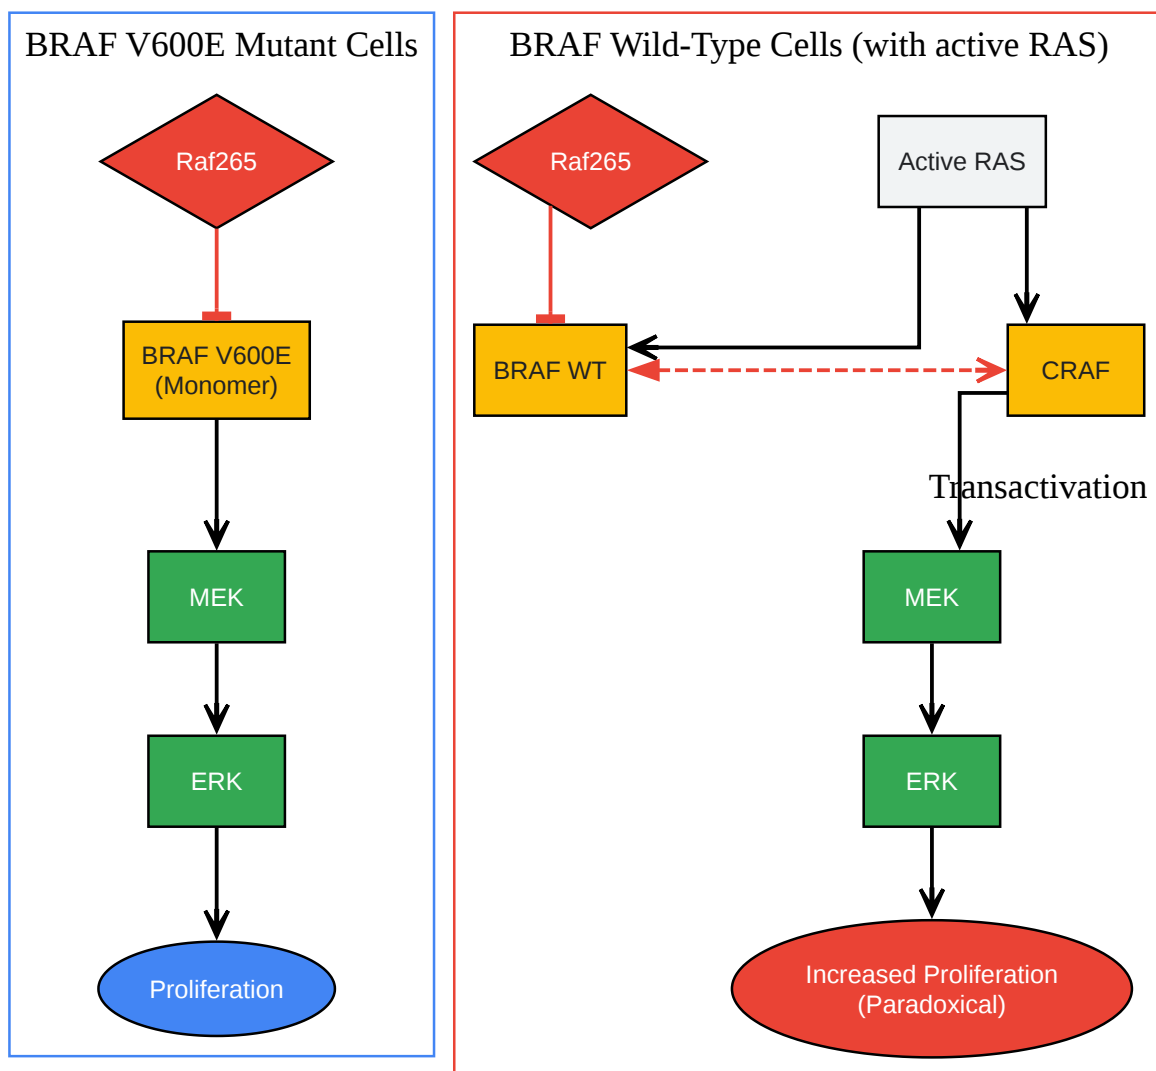 BRAF V600E Mutant Cells
Raf265
BRAF V600E
(Monomer)
MEK
ERK
Proliferation
BRAF Wild-Type Cells (with active RAS)
Raf265
Active RAS
BRAF WT
CRAF
Transactivation
MEK
ERK
Increased Proliferation
(Paradoxical)